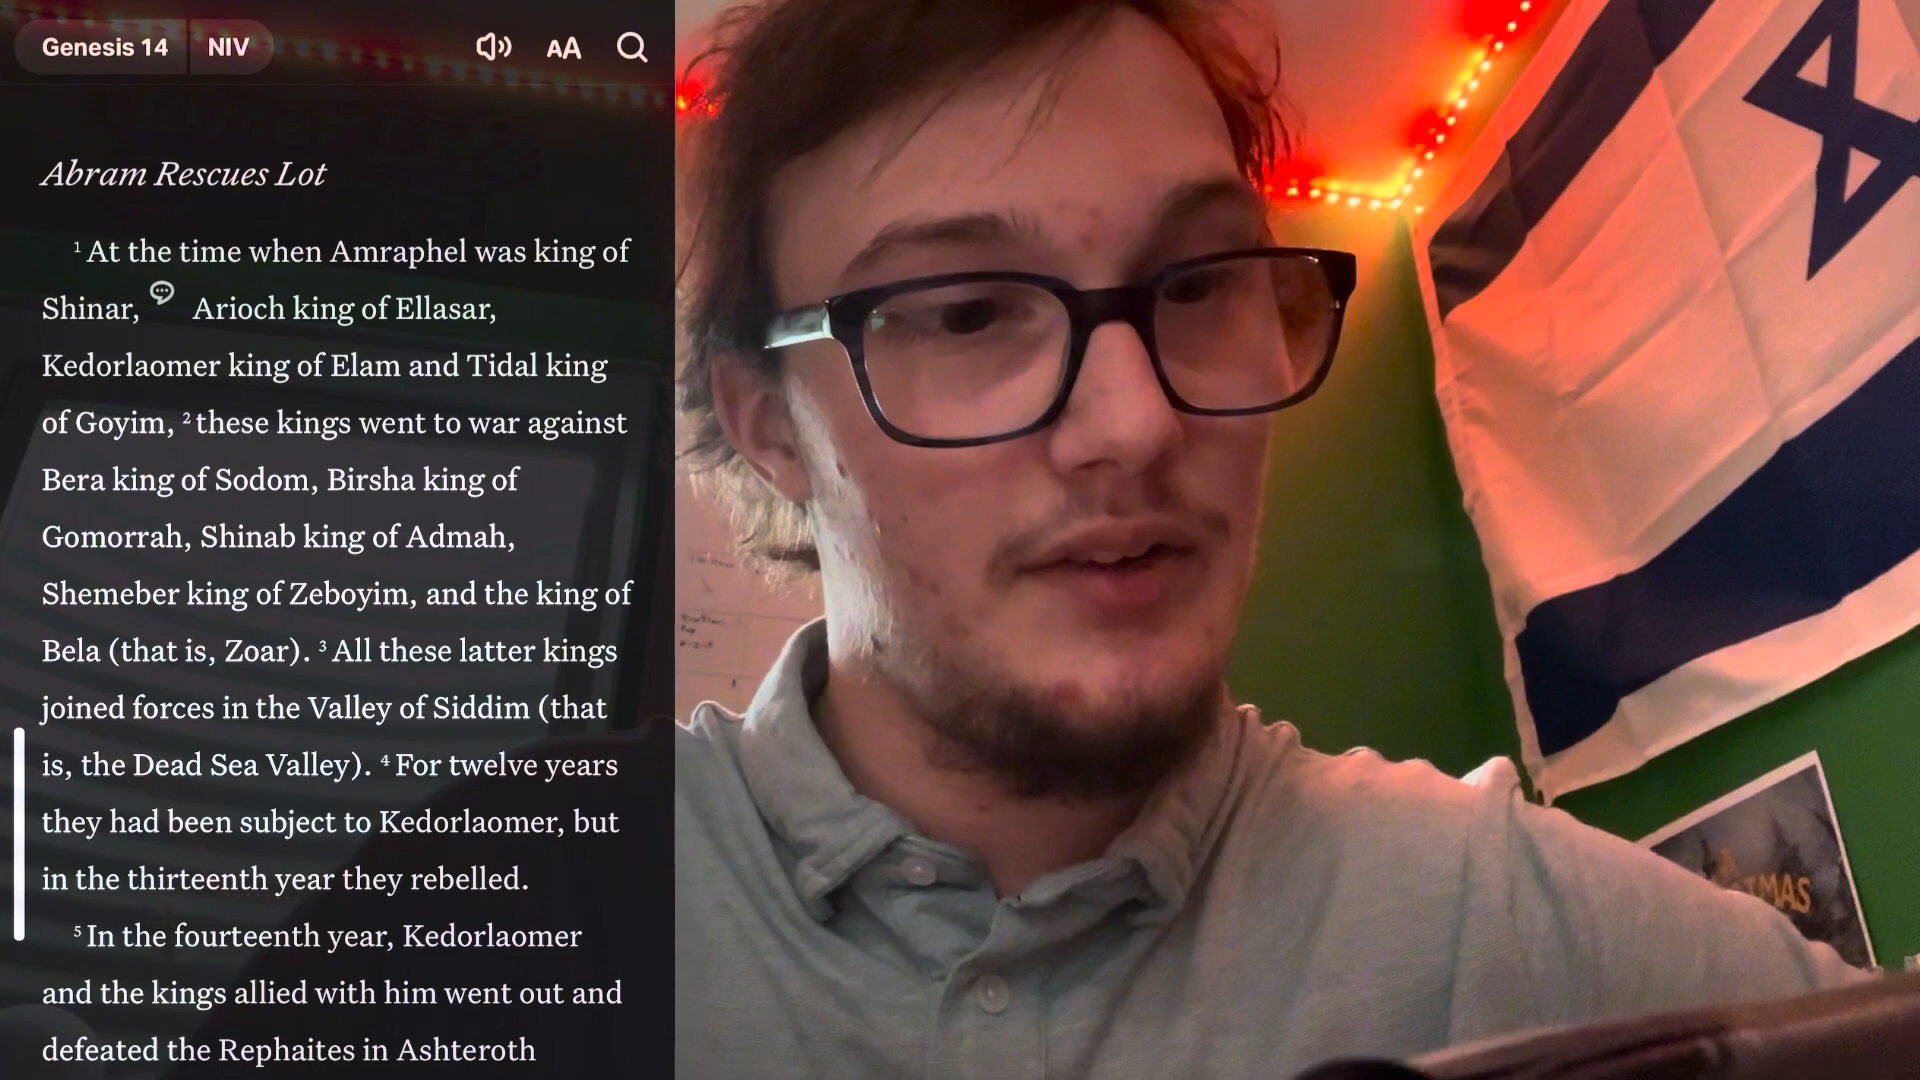 Genesis 14 NIV AA
Abram Rescues Lot
1 At the time when Amraphel was king of
Shinar, Arioch king of Ellasar,
Kedorlaomer king of Elam and Tidal king
of Goyim, 2 these kings went to war against
Bera king of Sodom, Birsha king of
Gomorrah, Shinab king of Admah,
Shemeber king of Zeboyim, and the king of
Bela (that is, Zoar). 3 All these latter kings
joined forces in the Valley of Siddim (that
is, the Dead Sea Valley). 4 For twelve years
they had been subject to Kedorlaomer, but
in the thirteenth year they rebelled.
5 In the fourteenth year, Kedorlaomer
and the kings allied with him went out and
defeated the Rephaites in Ashteroth